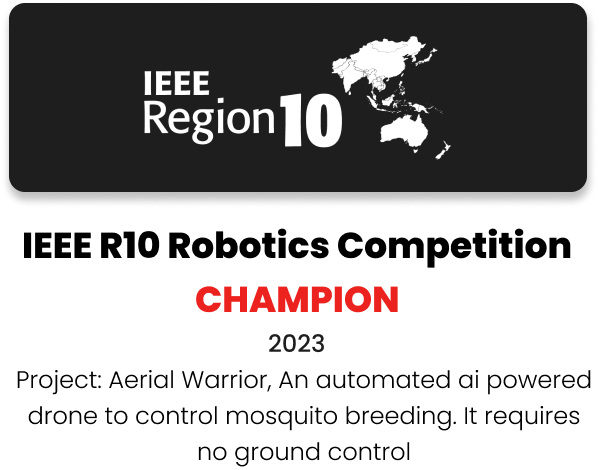 IEEE
Region 10
IEEE R10 Robotics Competition
CHAMPION
2023
Project: Aerial Warrior, An automated ai powered
drone to control mosquito breeding. It requires
no ground control